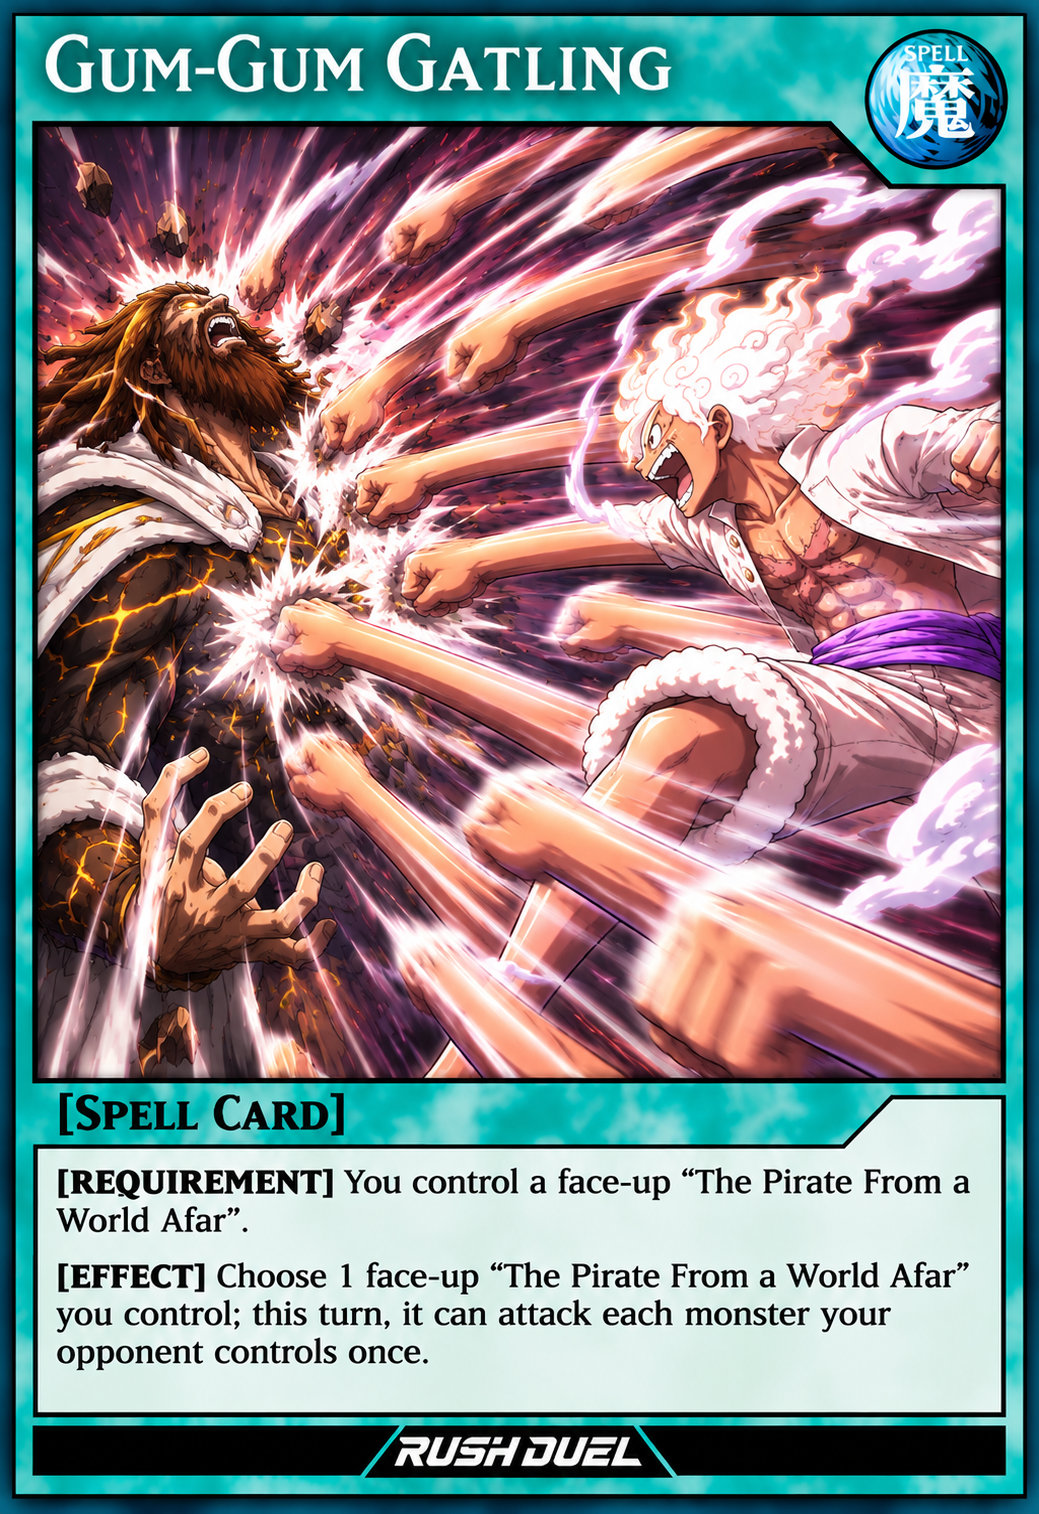 Gum-Gum Gatling
SPELL
魔
[Spell Card]
[REQUIREMENT] You control a face-up “The Pirate From a
World Afar”.
[EFFECT] Choose 1 face-up “The Pirate From a World Afar”
you control; this turn, it can attack each monster your
opponent controls once.
RUSH DUEL